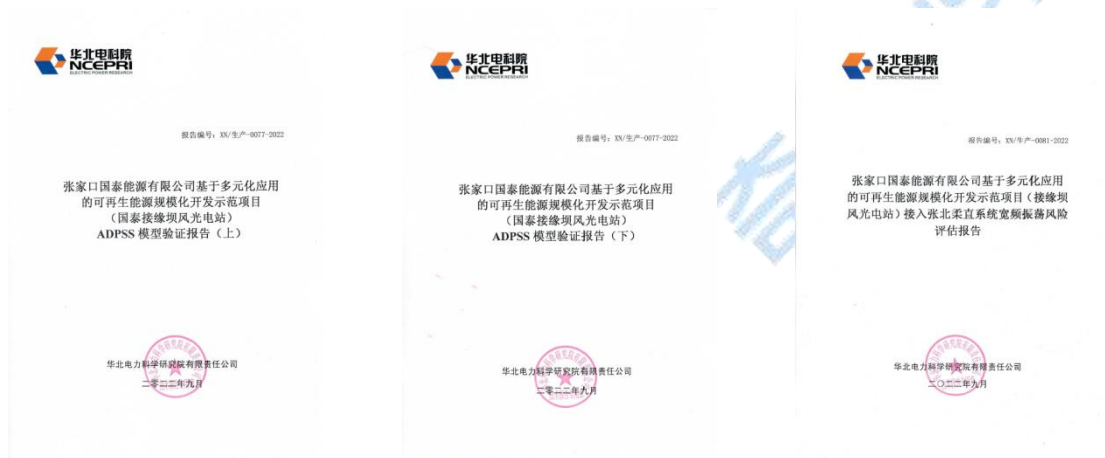 华北电科院
NCEPRI
ELECTRIC POWER RESEARCH
报告编号：XN/生产-0077-2022
张家口国泰能源有限公司基于多元化应用
的可再生能源规模化开发示范项目
（国泰接缘坝风光电站）
ADPSS 模型验证报告（上）
华北电力科学研究院有限责任公司
二零二二年九月
华北电科院
NCEPRI
ELECTRIC POWER RESEARCH
报告编号：XN/生产-0077-2022
张家口国泰能源有限公司基于多元化应用
的可再生能源规模化开发示范项目
（国泰接缘坝风光电站）
ADPSS 模型验证报告（下）
华北电力科学研究院有限责任公司
二零二二年九月
华北电科院
NCEPRI
ELECTRIC POWER RESEARCH
报告编号：XN/生产-0081-2022
张家口国泰能源有限公司基于多元化应用
的可再生能源规模化开发示范项目（接缘坝
风光电站）接入张北柔直系统宽频振荡风险
评估报告
华北电力科学研究院有限责任公司
二〇二二年九月